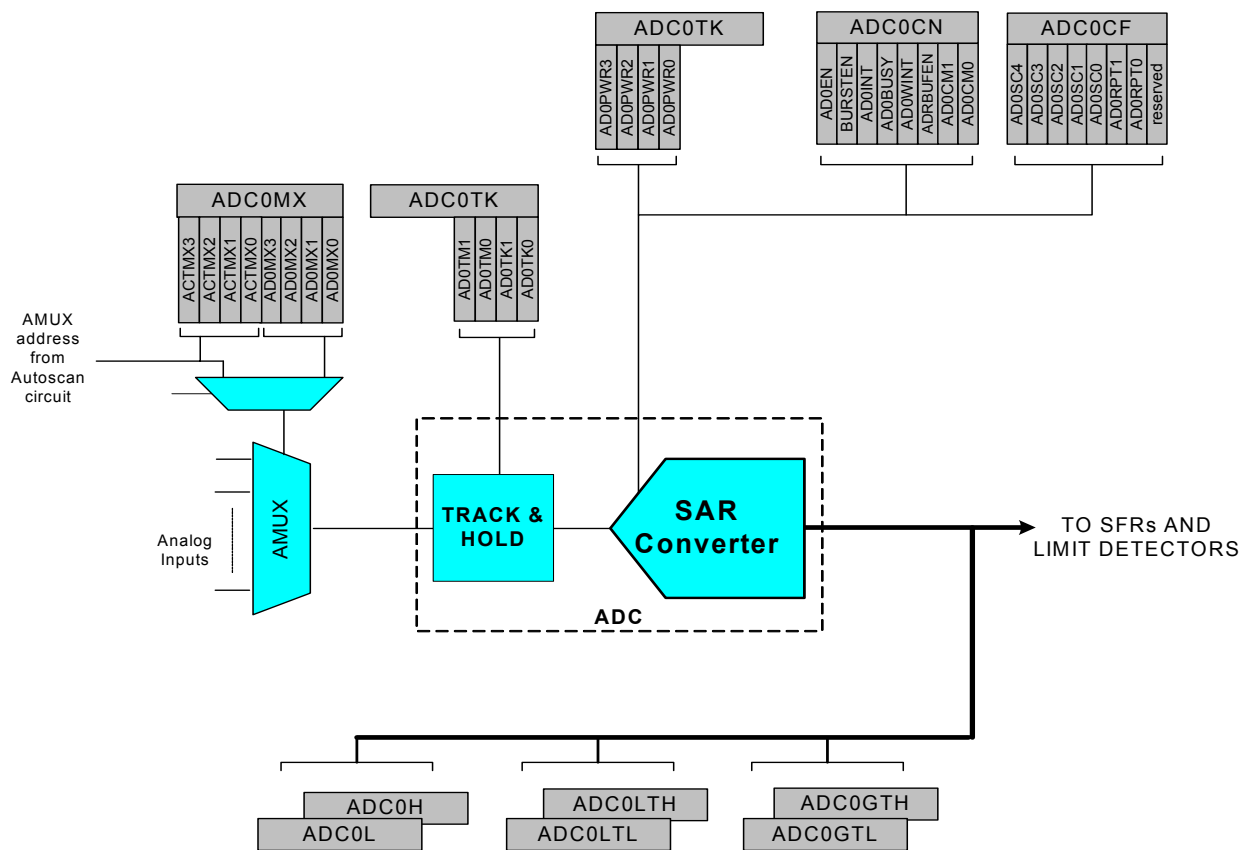 ADC0TK
AD0PWR3
AD0PWR2
AD0PWR1
AD0PWR0
ADC0CN
AD0EN
BURSTEN
AD0INT
AD0BUSY
AD0WINT
ADRBUFEN
AD0CM1
AD0CM0
ADC0CF
AD0SC4
AD0SC3
AD0SC2
AD0SC1
AD0SC0
AD0RPT1
AD0RPT0
reserved
ADC0MX
ACTMX3
ACTMX2
ACTMX1
ACTMX0
AD0MX3
AD0MX2
AD0MX1
AD0MX0
ADC0TK
AD0TM1
AD0TM0
AD0TK1
AD0TK0
AMUX
address
from
Autoscan
circuit
Analog
Inputs
AMUX
TRACK &
HOLD
SAR
Converter
ADC
TO SFRs AND
LIMIT DETECTORS
ADC0H
ADC0L
ADC0LTH
ADC0LTL
ADC0GTH
ADC0GTL